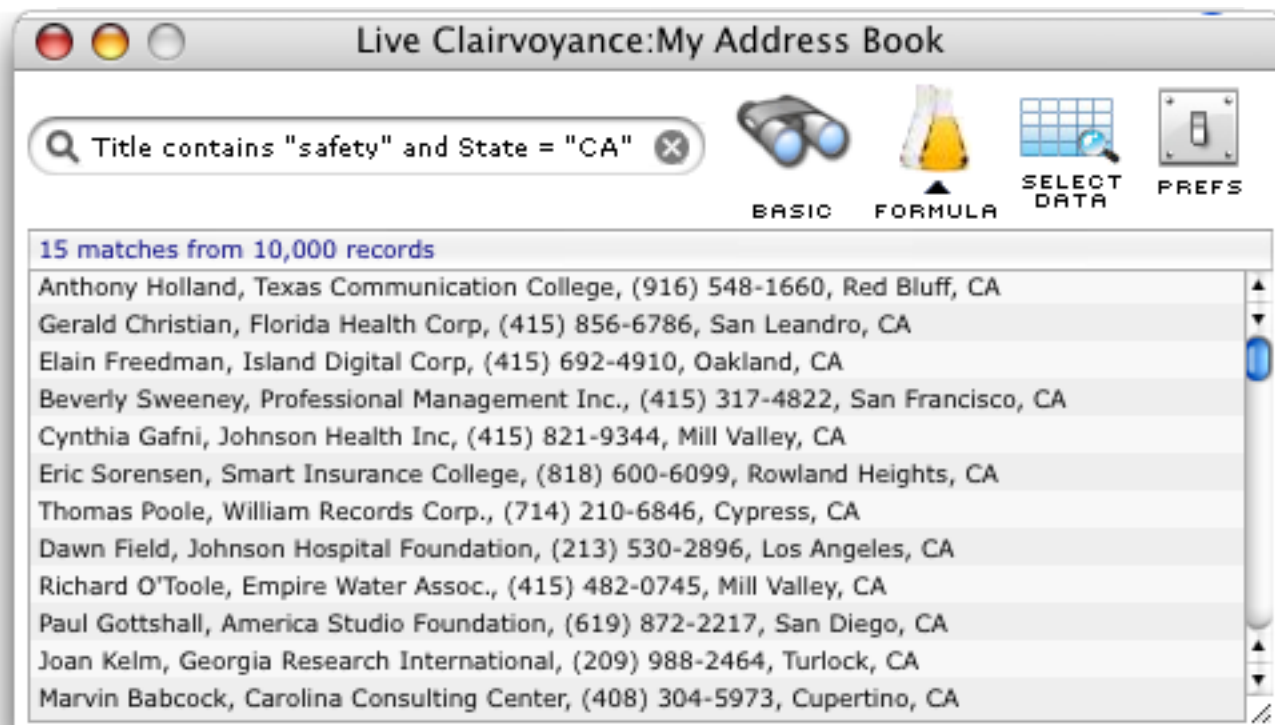 Live Clairvoyance:My Address Book
Title contains "safety" and State = "CA"
BASIC
FORMULA
SELECT
DATA
PREFS
15 matches from 10,000 records
Anthony Holland, Texas Communication College, (916) 548-1660, Red Bluff, CA
Gerald Christian, Florida Health Corp, (415) 856-6786, San Leandro, CA
Elain Freedman, Island Digital Corp, (415) 692-4910, Oakland, CA
Beverly Sweeney, Professional Management Inc., (415) 317-4822, San Francisco, CA
Cynthia Gafni, Johnson Health Inc, (415) 821-9344, Mill Valley, CA
Eric Sorensen, Smart Insurance College, (818) 600-6099, Rowland Heights, CA
Thomas Poole, William Records Corp., (714) 210-6846, Cypress, CA
Dawn Field, Johnson Hospital Foundation, (213) 530-2896, Los Angeles, CA
Richard O'Toole, Empire Water Assoc., (415) 482-0745, Mill Valley, CA
Paul Gottshall, America Studio Foundation, (619) 872-2217, San Diego, CA
Joan Kelm, Georgia Research International, (209) 988-2464, Turlock, CA
Marvin Babcock, Carolina Consulting Center, (408) 304-5973, Cupertino, CA